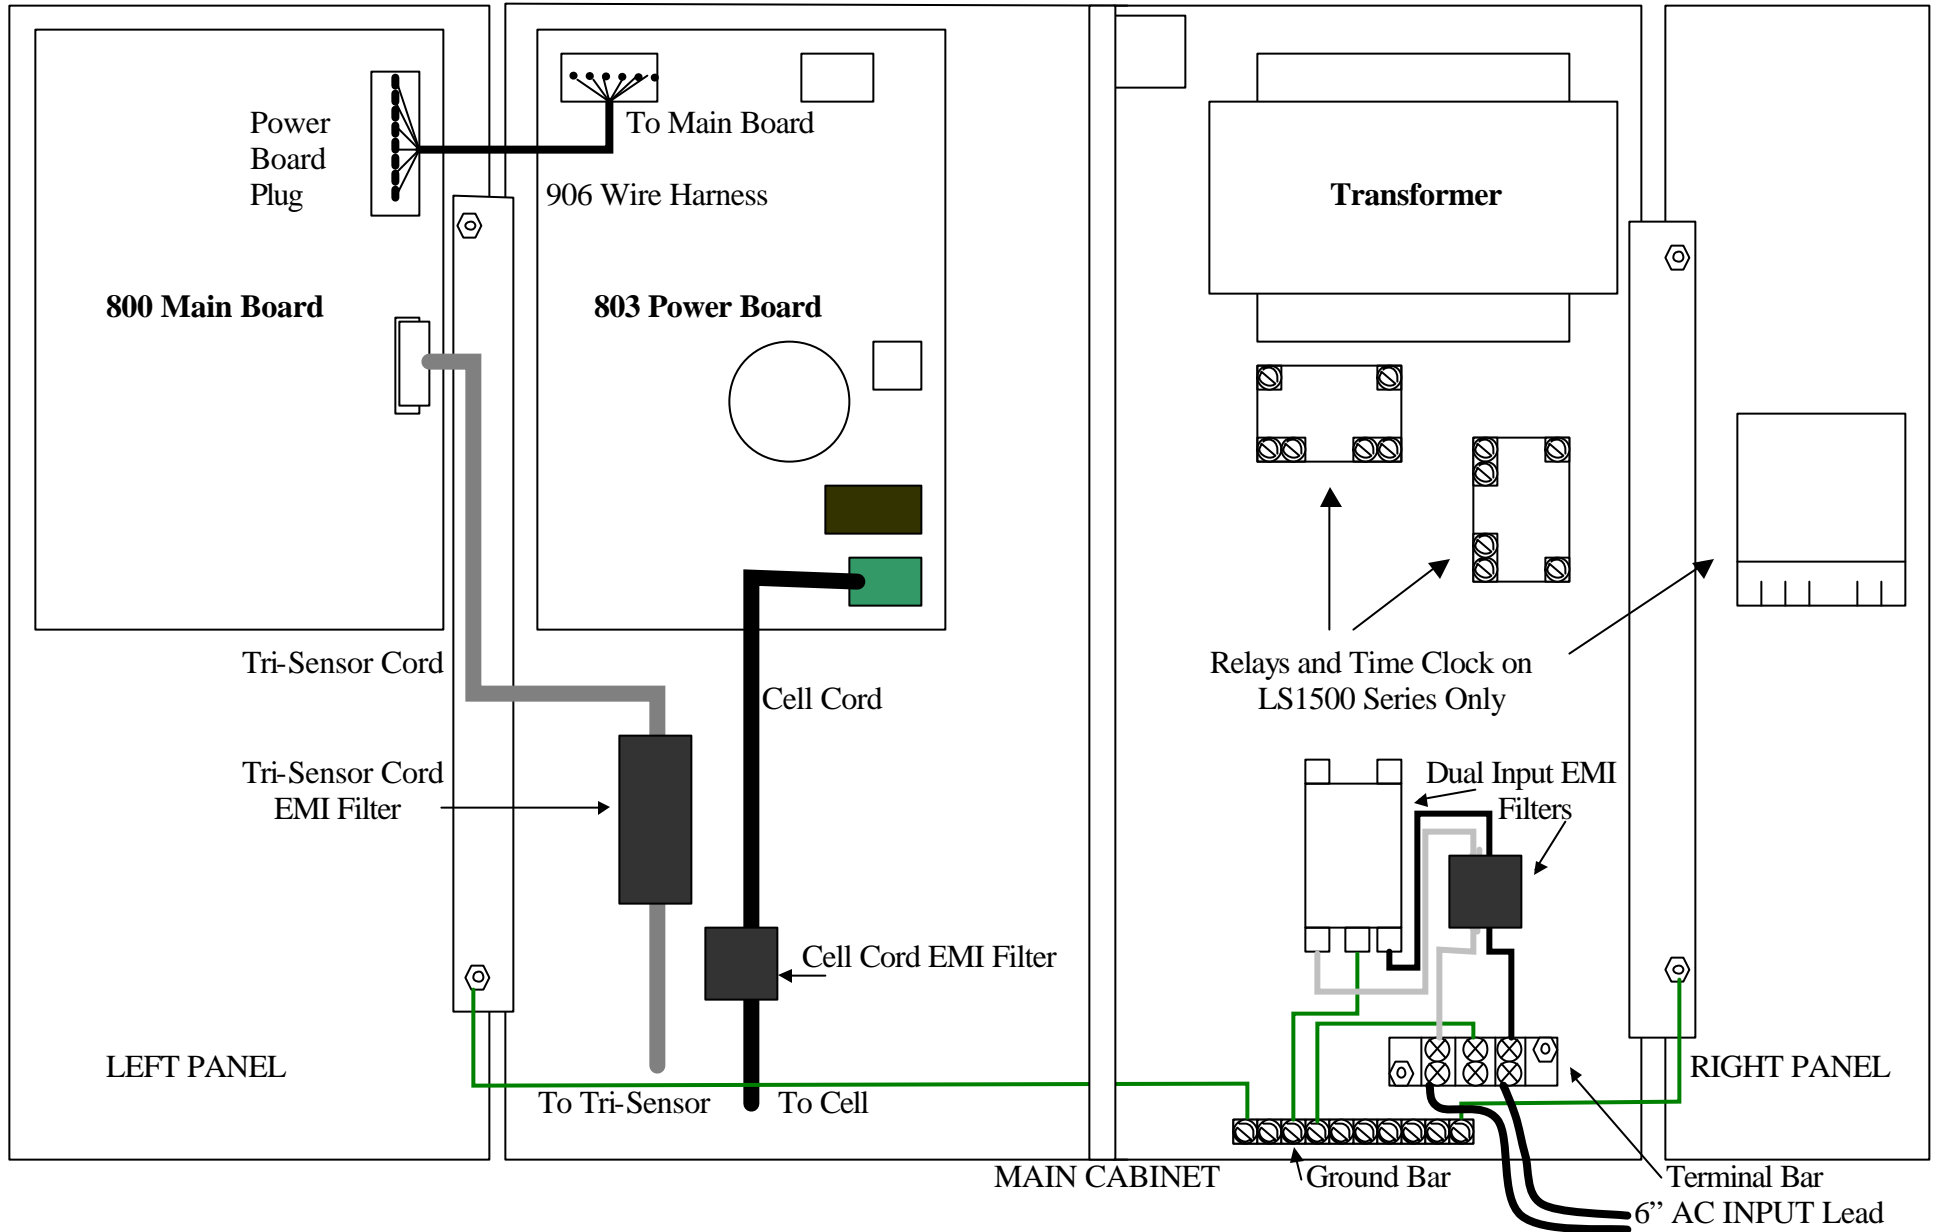 Power
Board
Plug
To Main Board
906 Wire Harness
Transformer
800 Main Board
803 Power Board
Tri-Sensor Cord
Cell Cord
Relays and Time Clock on
LS1500 Series Only
Tri-Sensor Cord
EMI Filter
Dual Input EMI
Filters
Cell Cord EMI Filter
LEFT PANEL
RIGHT PANEL
To Tri-Sensor
To Cell
MAIN CABINET
Ground Bar
Terminal Bar
6” AC INPUT Lead